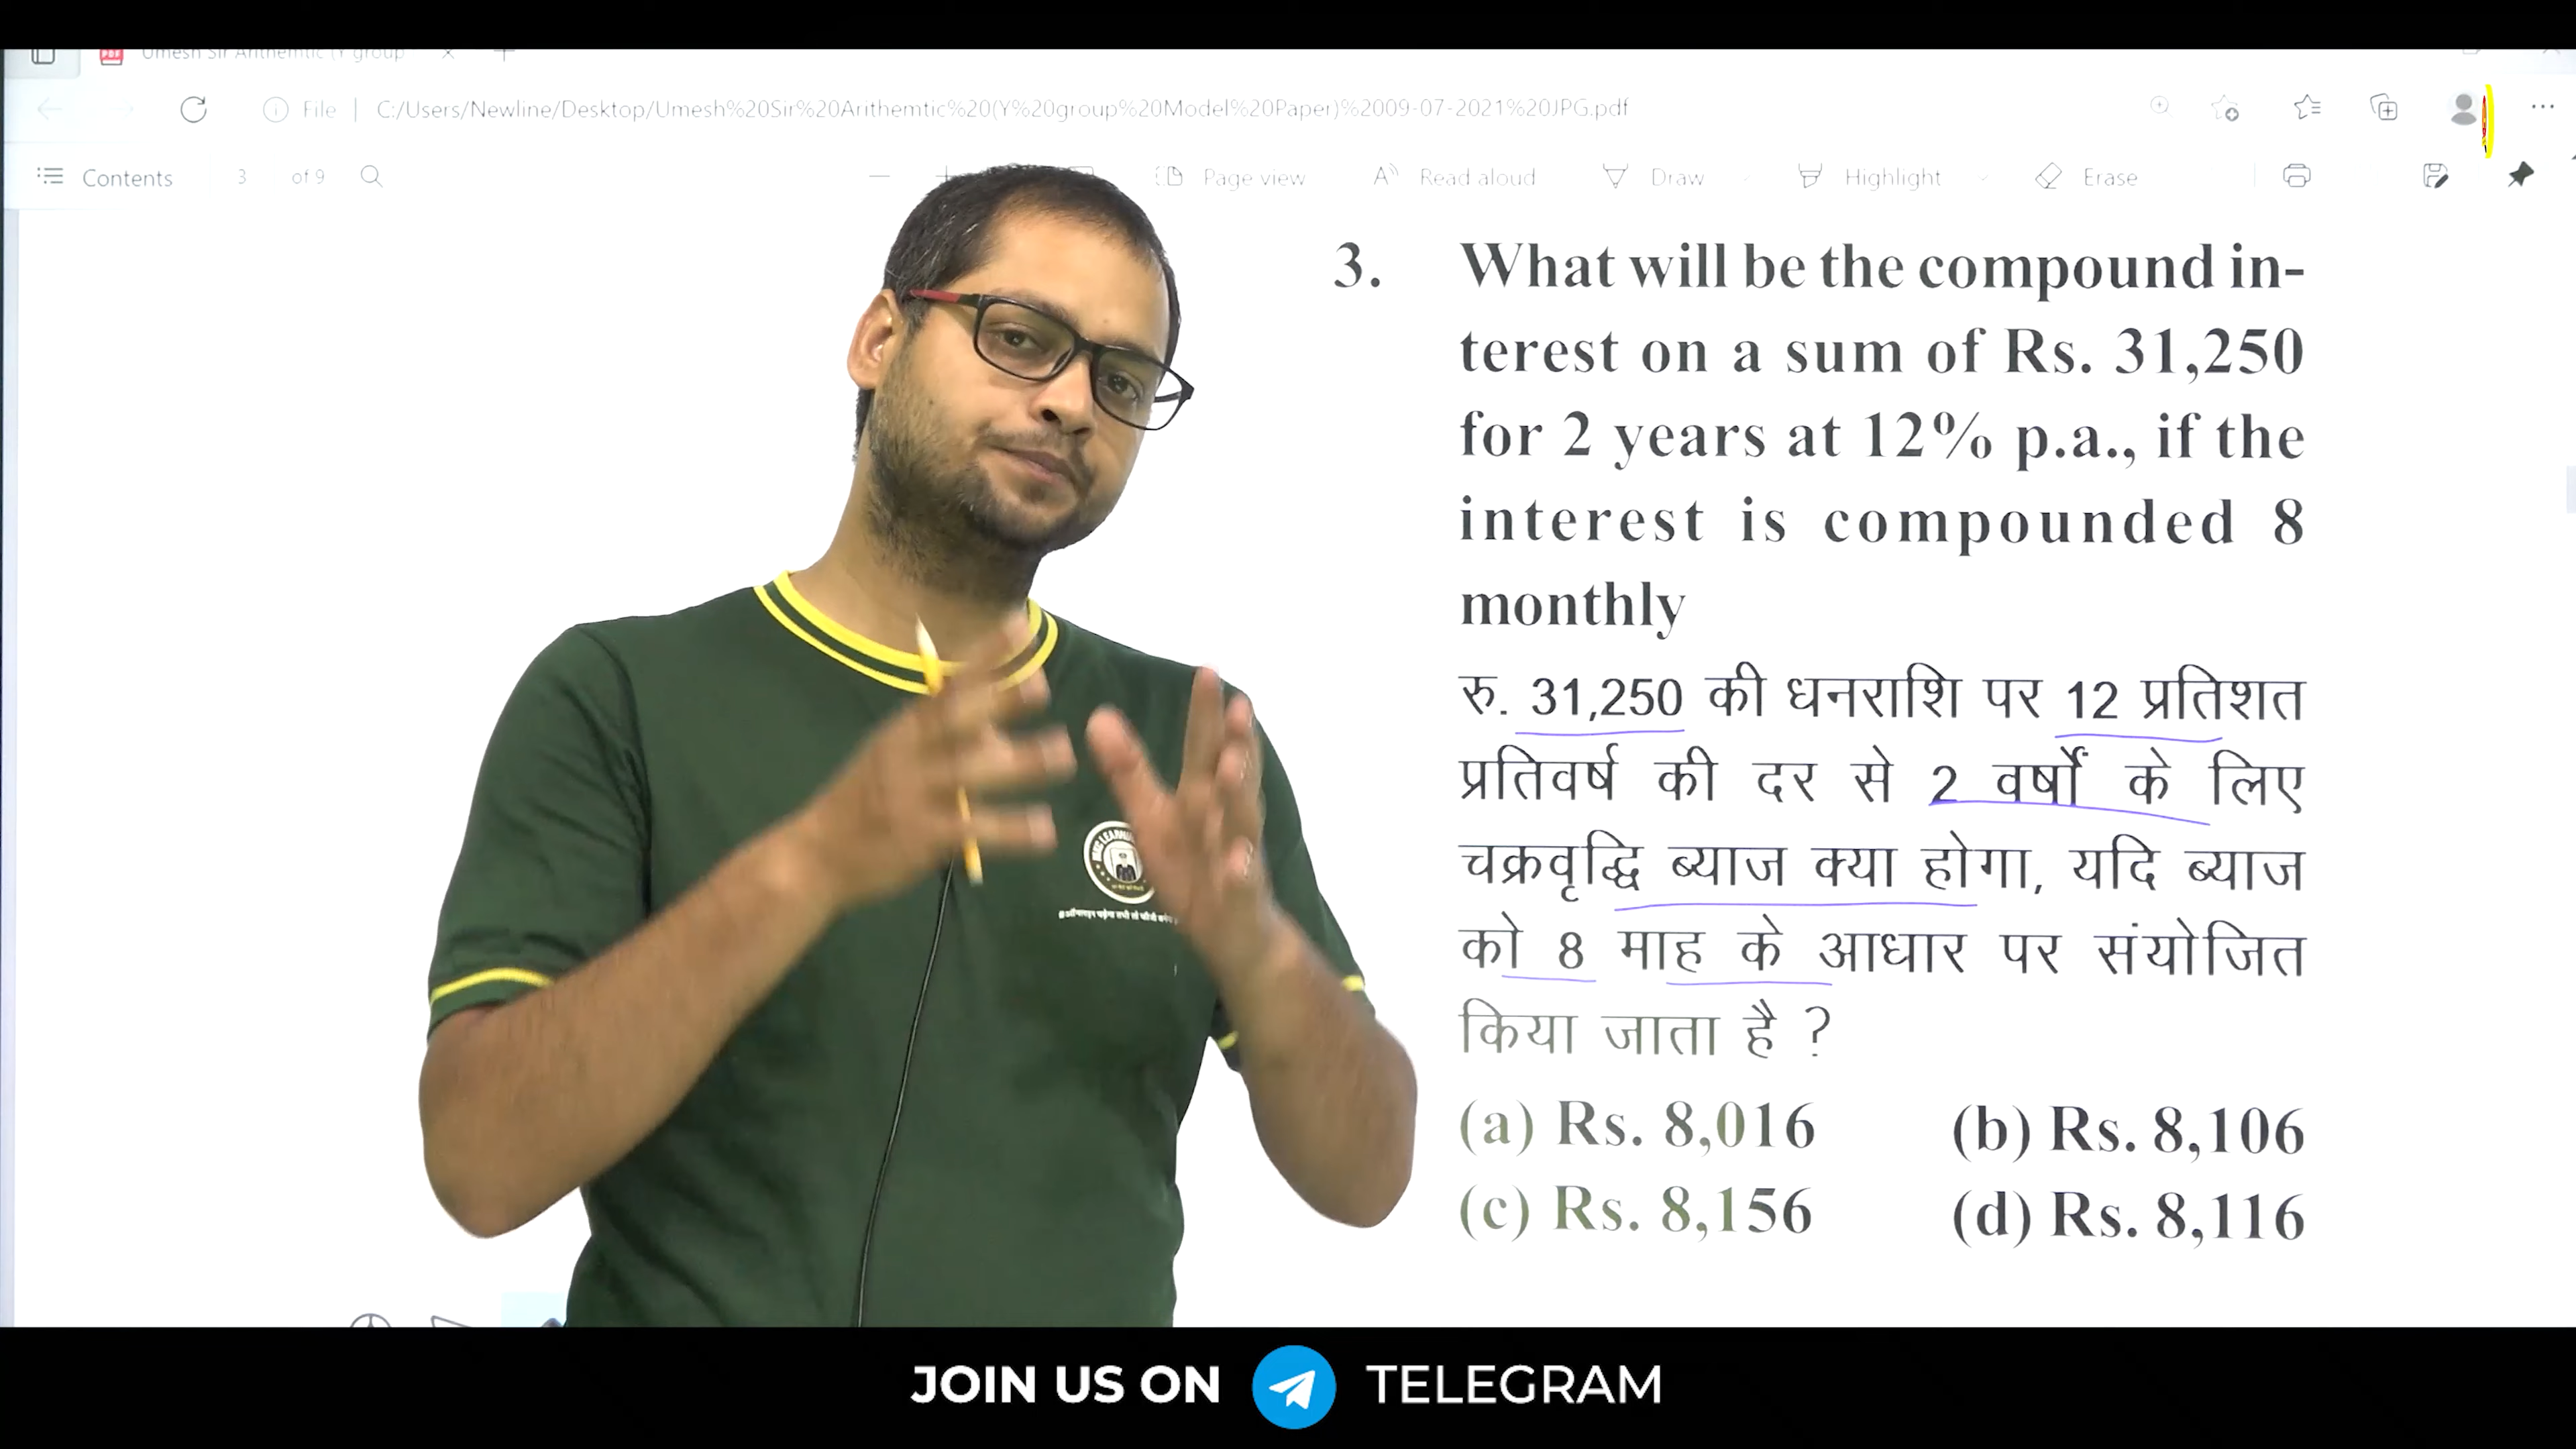 Umesh Sir Arithemtic (Y group
File | C:/Users/Newline/Desktop/Umesh%20Sir%20Arithemtic%20(Y%20group%20Model%20Paper)%2009-07-2021%20JPG.pdf
Contents 3 of 9 Page view Read aloud Draw Highlight Erase
3. What will be the compound in-
terest on a sum of Rs. 31,250
for 2 years at 12% p.a., if the
interest is compounded 8
monthly
रु. 31,250 की धनराशि पर 12 प्रतिशत
प्रतिवर्ष की दर से 2 वर्षों के लिए
चक्रवृद्धि ब्याज क्या होगा, यदि ब्याज
को 8 माह के आधार पर संयोजित
किया जाता है ?
(a) Rs. 8,016 (b) Rs. 8,106
(c) Rs. 8,156 (d) Rs. 8,116
JOIN US ON TELEGRAM